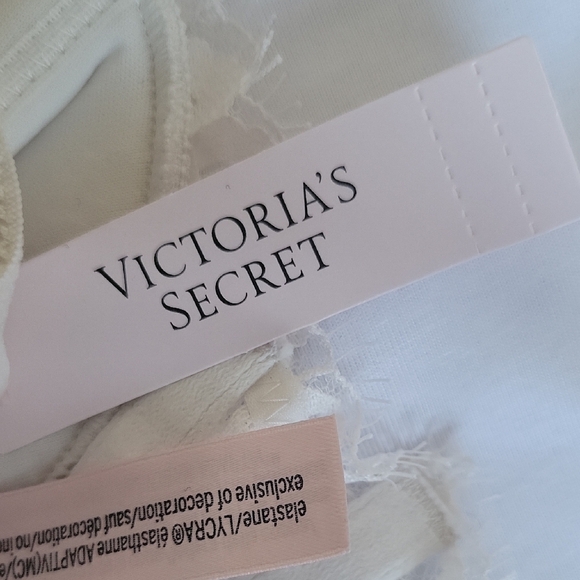 VICTORIA'S
SECRET
elastane/LYCRA® élasthanne ADAPTIV(MC)/
exclusive of decoration/sauf décoration/no